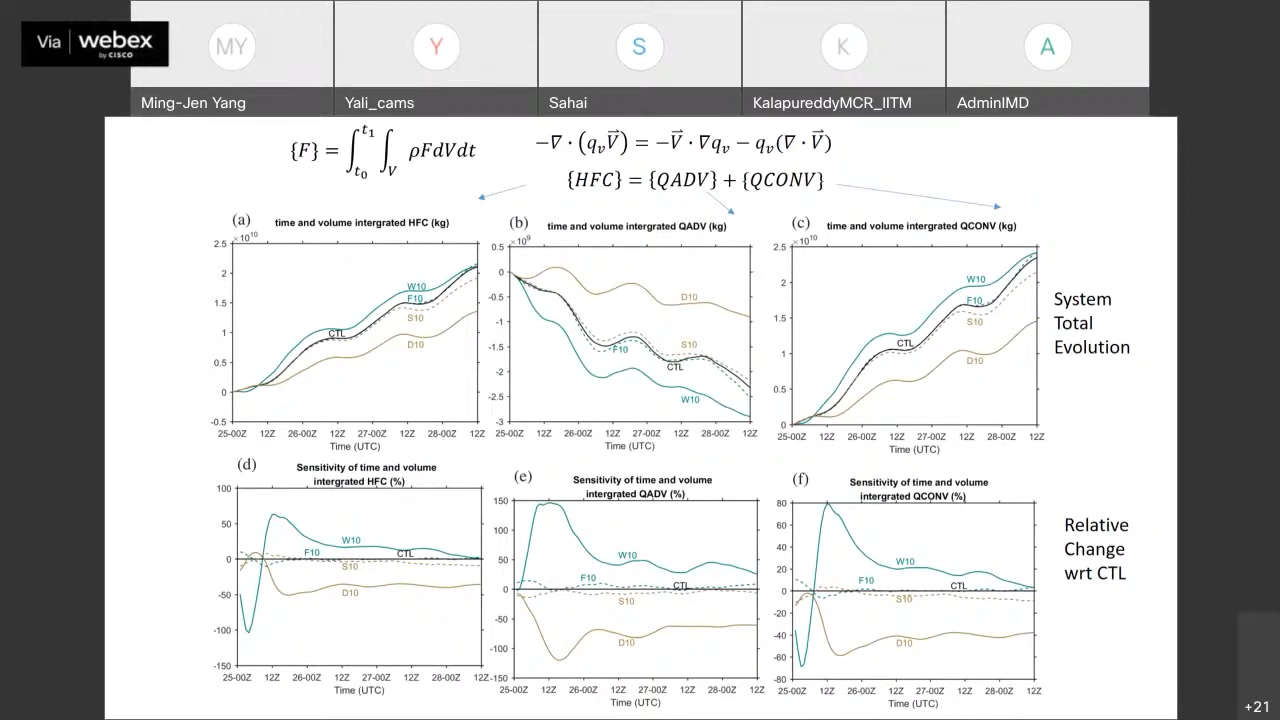 Via webex
by CISCO
MY Y S K A
Ming-Jen Yang Yali_cams Sahai KalapureddyMCR_IITM AdminIMD
{F} = ∫_{t₀}^{t₁} ∫_V ρFdVdt
−∇ · (qᵥV⃗) = −V⃗ · ∇qᵥ − qᵥ(∇ · V⃗)
{HFC} = {QADV} + {QCONV}
(a) time and volume intergrated HFC (kg)
×10¹⁰
2.5
2
1.5
1
0.5
0
-0.5
W10
F10
S10
CTL
D10
25-00Z 12Z 26-00Z 12Z 27-00Z 12Z 28-00Z 12Z
Time (UTC)
(b) time and volume intergrated QADV (kg)
×10⁹
0.5
0
-0.5
-1
-1.5
-2
-2.5
-3
D10
S10
F10
CTL
W10
25-00Z 12Z 26-00Z 12Z 27-00Z 12Z 28-00Z 12Z
Time (UTC)
(c) time and volume intergrated QCONV (kg)
×10¹⁰
2.5
2
1.5
1
0.5
0
W10
F10
S10
CTL
D10
25-00Z 12Z 26-00Z 12Z 27-00Z 12Z 28-00Z 12Z
Time (UTC)
System
Total
Evolution
(d) Sensitivity of time and volume
intergrated HFC (%)
100
50
0
-50
-100
-150
W10
F10 CTL
S10
D10
25-00Z 12Z 26-00Z 12Z 27-00Z 12Z 28-00Z 12Z
Time (UTC)
(e) Sensitivity of time and volume
intergrated QADV (%)
150
100
50
0
-50
-100
-150
W10
F10
CTL
S10
D10
25-00Z 12Z 26-00Z 12Z 27-00Z 12Z 28-00Z 12Z
Time (UTC)
(f) Sensitivity of time and volume
intergrated QCONV (%)
80
60
40
20
0
-20
-40
-60
-80
W10
F10 CTL
S10
D10
25-00Z 12Z 26-00Z 12Z 27-00Z 12Z 28-00Z 12Z
Time (UTC)
Relative
Change
wrt CTL
+21